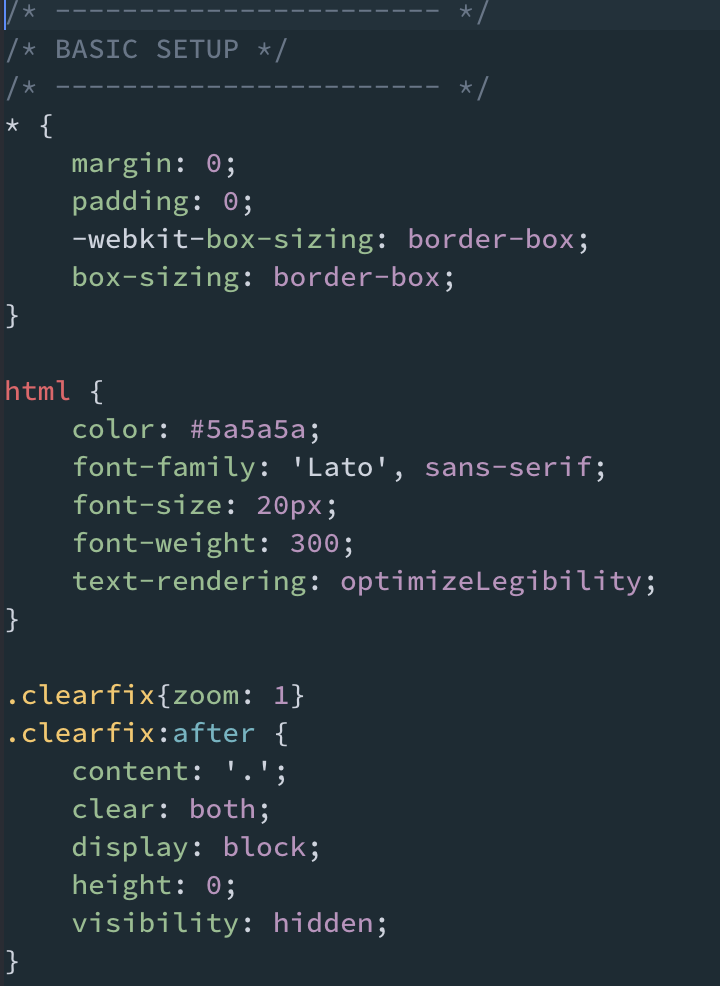 /* ----------------------- */
/* BASIC SETUP */
/* ----------------------- */
* {
    margin: 0;
    padding: 0;
    -webkit-box-sizing: border-box;
    box-sizing: border-box;
}

html {
    color: #5a5a5a;
    font-family: 'Lato', sans-serif;
    font-size: 20px;
    font-weight: 300;
    text-rendering: optimizeLegibility;
}

.clearfix{zoom: 1}
.clearfix:after {
    content: '.';
    clear: both;
    display: block;
    height: 0;
    visibility: hidden;
}